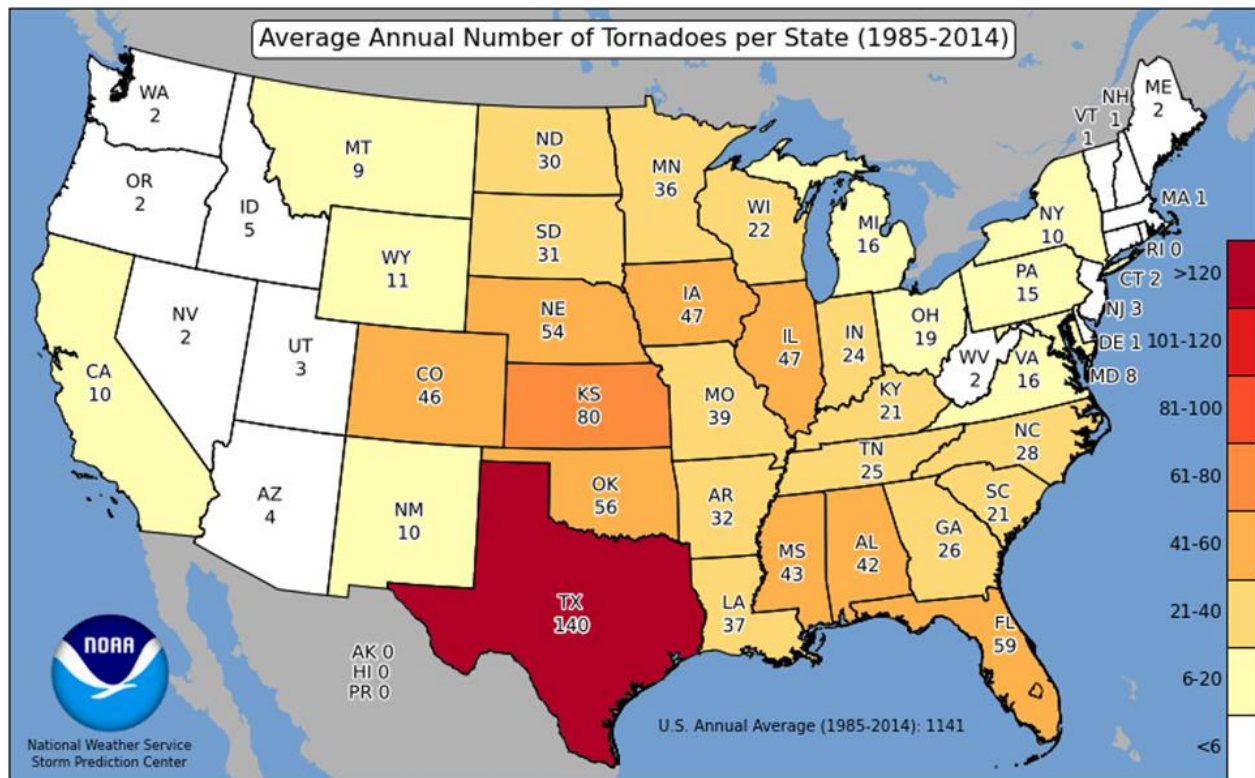 Average Annual Number of Tornadoes per State (1985-2014)
WA
2
OR
2
ID
5
MT
9
WY
11
CA
10
NV
2
UT
3
AZ
4
CO
46
NM
10
ND
30
SD
31
NE
54
KS
80
OK
56
TX
140
MN
36
IA
47
MO
39
AR
32
LA
37
WI
22
IL
47
MI
16
IN
24
OH
19
KY
21
TN
25
MS
43
AL
42
GA
26
FL
59
SC
21
NC
28
VA
16
WV
2
PA
15
NY
10
VT
1
NH
1
ME
2
MA 1
RI 0
CT 2
NJ 3
DE 1
MD 8
AK 0
HI 0
PR 0
>120
101-120
81-100
61-80
41-60
21-40
6-20
<6
NOAA
National Weather Service
Storm Prediction Center
U.S. Annual Average (1985-2014): 1141